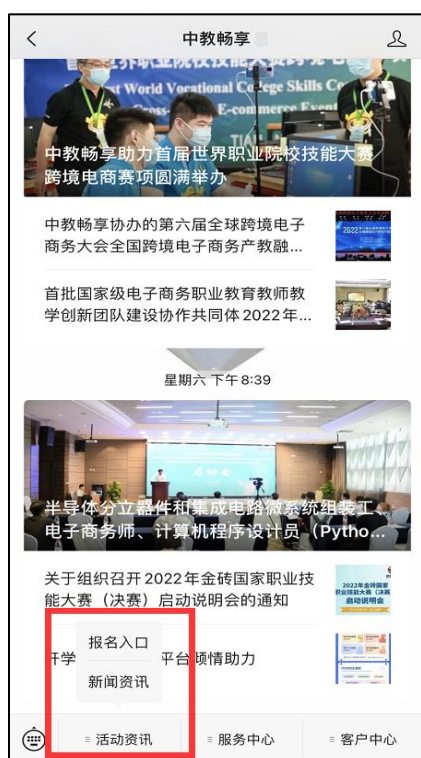 中教畅享
World Vocational College Skills
Cross- E-commerce Event
中教畅享助力首届世界职业院校技能大赛
跨境电商赛项圆满举办
中教畅享协办的第六届全球跨境电子
商务大会全国跨境电子商务产教融...
首批国家级电子商务职业教育教师教
学创新团队建设协作共同体2022年...
星期六 下午8:39
启动会
半导体分立器件和集成电路微系统组装工、
电子商务师、计算机程序设计员（Pytho...
关于组织召开2022年金砖国家职业技
能大赛（决赛）启动说明会的通知
2022年金砖国家
职业技能大赛（决赛）
启动说明会
开学
平台倾情助力
报名入口
新闻资讯
活动资讯
服务中心
客户中心